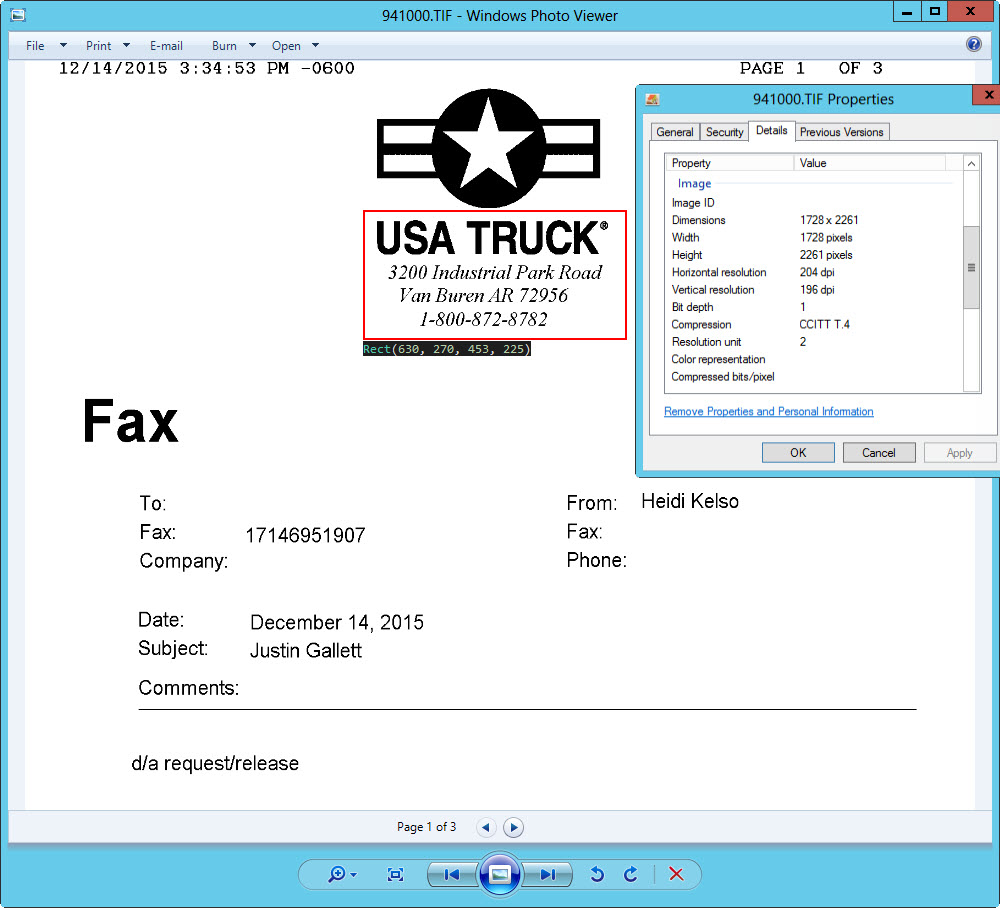 941000.TIF - Windows Photo Viewer
File Print E-mail Burn Open
12/14/2015 3:34:53 PM -0600 PAGE 1 OF 3
USA TRUCK®
3200 Industrial Park Road
Van Buren AR 72956
1-800-872-8782
Rect(630, 270, 453, 225)
Fax
To:
Fax: 17146951907
Company:
From: Heidi Kelso
Fax:
Phone:
Date: December 14, 2015
Subject: Justin Gallett
Comments:
d/a request/release
Page 1 of 3
941000.TIF Properties
General Security Details Previous Versions
Property Value
Image
Image ID
Dimensions 1728 x 2261
Width 1728 pixels
Height 2261 pixels
Horizontal resolution 204 dpi
Vertical resolution 196 dpi
Bit depth 1
Compression CCITT T.4
Resolution unit 2
Color representation
Compressed bits/pixel
Remove Properties and Personal Information
OK Cancel Apply